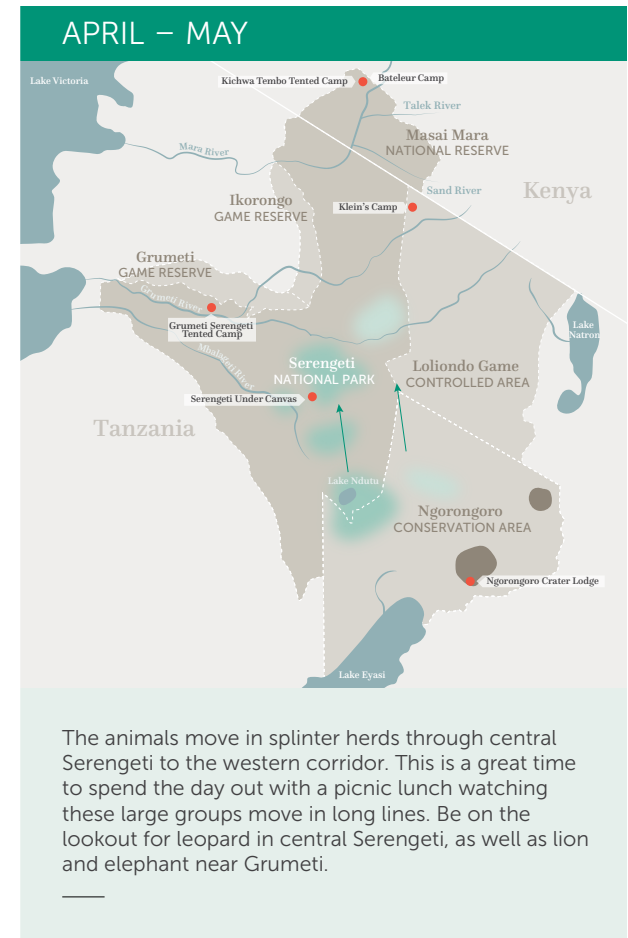 APRIL – MAY
Lake Victoria
Kichwa Tembo Tented Camp
Bateleur Camp
Talek River
Mara River
Masai Mara
NATIONAL RESERVE
Sand River
Kenya
Ikorongo
GAME RESERVE
Klein's Camp
Grumeti
GAME RESERVE
Grumeti River
Grumeti Serengeti
Tented Camp
Mbalageti River
Lake
Natron
Serengeti
NATIONAL PARK
Loliondo Game
CONTROLLED AREA
Serengeti Under Canvas
Tanzania
Lake Ndutu
Ngorongoro
CONSERVATION AREA
Ngorongoro Crater Lodge
Lake Eyasi
The animals move in splinter herds through central
Serengeti to the western corridor. This is a great time
to spend the day out with a picnic lunch watching
these large groups move in long lines. Be on the
lookout for leopard in central Serengeti, as well as lion
and elephant near Grumeti.